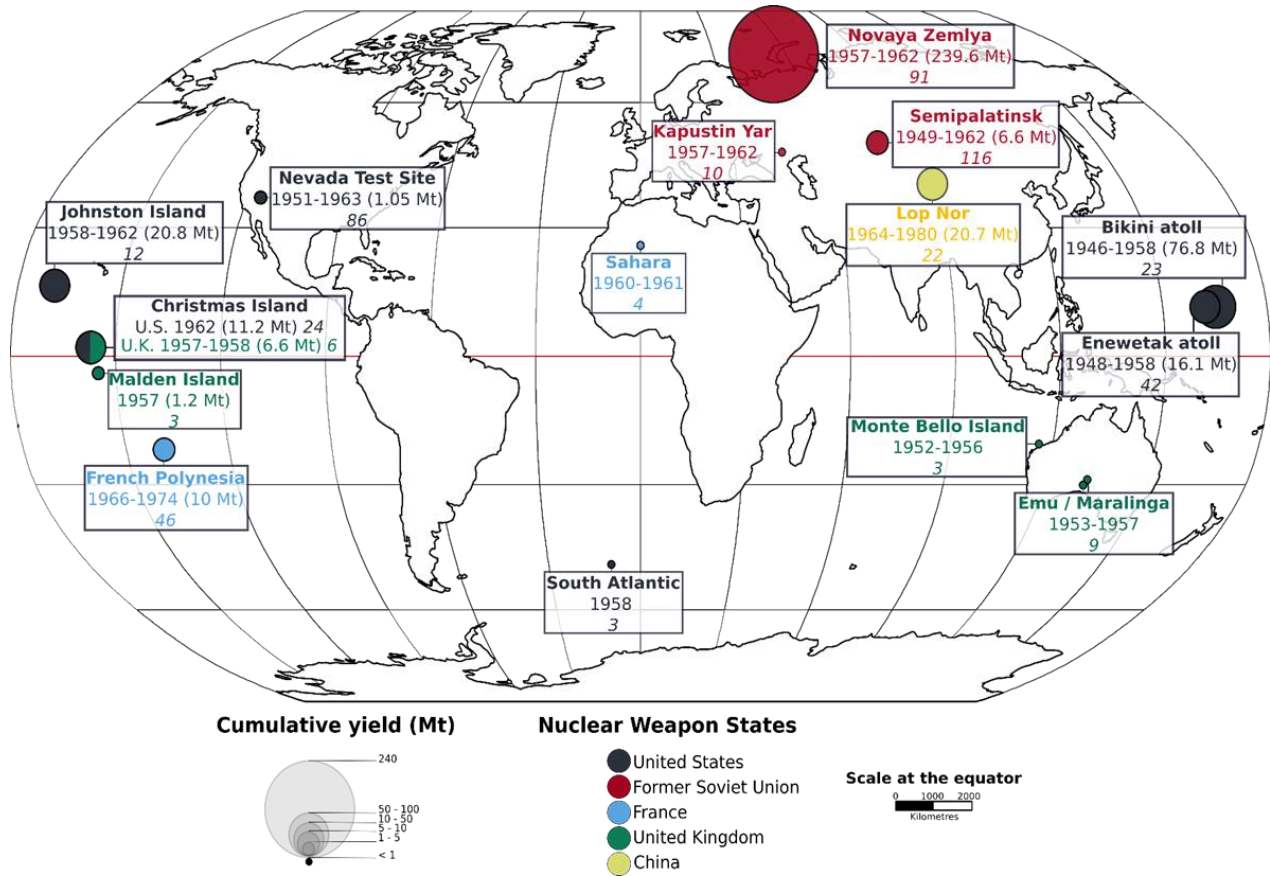 Novaya Zemlya
1957-1962 (239.6 Mt)
91
Semipalatinsk
1949-1962 (6.6 Mt)
116
Kapustin Yar
1957-1962
10
Nevada Test Site
1951-1963 (1.05 Mt)
86
Johnston Island
1958-1962 (20.8 Mt)
12
Lop Nor
1964-1980 (20.7 Mt)
22
Bikini atoll
1946-1958 (76.8 Mt)
23
Sahara
1960-1961
4
Christmas Island
U.S. 1962 (11.2 Mt) 24
U.K. 1957-1958 (6.6 Mt) 6
Enewetak atoll
1948-1958 (16.1 Mt)
42
Malden Island
1957 (1.2 Mt)
3
Monte Bello Island
1952-1956
3
French Polynesia
1966-1974 (10 Mt)
46
Emu / Maralinga
1953-1957
9
South Atlantic
1958
3
Cumulative yield (Mt)
240
50 - 100
10 - 50
5 - 10
1 - 5
< 1
Nuclear Weapon States
United States
Former Soviet Union
France
United Kingdom
China
Scale at the equator
0 1000 2000
Kilometres